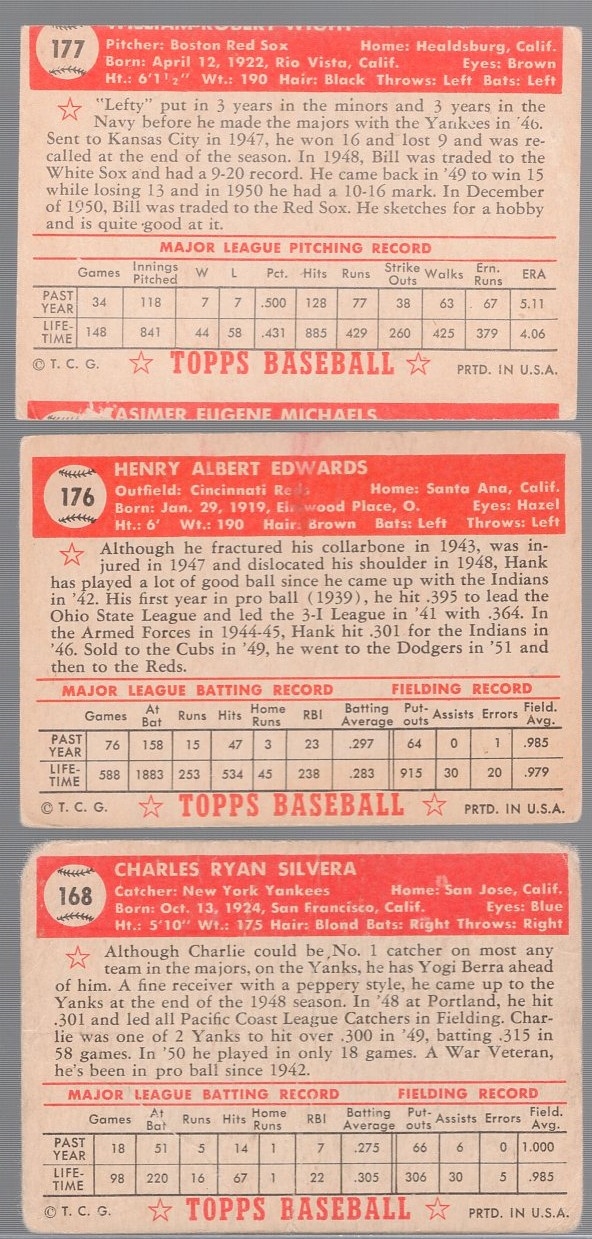 WILLIAM ROBERT WIGHT
177
Pitcher: Boston Red Sox Home: Healdsburg, Calif.
Born: April 12, 1922, Rio Vista, Calif. Eyes: Brown
Ht.: 6'1½" Wt.: 190 Hair: Black Throws: Left Bats: Left
☆ "Lefty" put in 3 years in the minors and 3 years in the
Navy before he made the majors with the Yankees in '46.
Sent to Kansas City in 1947, he won 16 and lost 9 and was re-
called at the end of the season. In 1948, Bill was traded to the
White Sox and had a 9-20 record. He came back in '49 to win 15
while losing 13 and in 1950 he had a 10-16 mark. In December
of 1950, Bill was traded to the Red Sox. He sketches for a hobby
and is quite good at it.
MAJOR LEAGUE PITCHING RECORD
Games Innings Pitched W L Pct. Hits Runs Strike Outs Walks Ern. Runs ERA
PAST YEAR 34 118 7 7 .500 128 77 38 63 67 5.11
LIFE-TIME 148 841 44 58 .431 885 429 260 425 379 4.06
© T. C. G. ☆ TOPPS BASEBALL ☆ PRTD. IN U.S.A.
ASIMER EUGENE MICHAELS
HENRY ALBERT EDWARDS
176
Outfield: Cincinnati Reds Home: Santa Ana, Calif.
Born: Jan. 29, 1919, Elmwood Place, O. Eyes: Hazel
Ht.: 6' Wt.: 190 Hair: Brown Bats: Left Throws: Left
☆ Although he fractured his collarbone in 1943, was in-
jured in 1947 and dislocated his shoulder in 1948, Hank
has played a lot of good ball since he came up with the Indians
in '42. His first year in pro ball (1939), he hit .395 to lead the
Ohio State League and led the 3-I League in '41 with .364. In
the Armed Forces in 1944-45, Hank hit .301 for the Indians in
'46. Sold to the Cubs in '49, he went to the Dodgers in '51 and
then to the Reds.
MAJOR LEAGUE BATTING RECORD FIELDING RECORD
Games At Bat Runs Hits Home Runs RBI Batting Average Put-outs Assists Errors Field. Avg.
PAST YEAR 76 158 15 47 3 23 .297 64 0 1 .985
LIFE-TIME 588 1883 253 534 45 238 .283 915 30 20 .979
© T. C. G. ☆ TOPPS BASEBALL ☆ PRTD. IN U.S.A.
CHARLES RYAN SILVERA
168
Catcher: New York Yankees Home: San Jose, Calif.
Born: Oct. 13, 1924, San Francisco, Calif. Eyes: Blue
Ht.: 5'10" Wt.: 175 Hair: Blond Bats: Right Throws: Right
☆ Although Charlie could be No. 1 catcher on most any
team in the majors, on the Yanks, he has Yogi Berra ahead
of him. A fine receiver with a peppery style, he came up to the
Yanks at the end of the 1948 season. In '48 at Portland, he hit
.301 and led all Pacific Coast League Catchers in Fielding. Char-
lie was one of 2 Yanks to hit over .300 in '49, batting .315 in
58 games. In '50 he played in only 18 games. A War Veteran,
he's been in pro ball since 1942.
MAJOR LEAGUE BATTING RECORD FIELDING RECORD
Games At Bat Runs Hits Home Runs RBI Batting Average Put-outs Assists Errors Field. Avg.
PAST YEAR 18 51 5 14 1 7 .275 66 6 0 1.000
LIFE-TIME 98 220 16 67 1 22 .305 306 30 5 .985
© T. C. G. ☆ TOPPS BASEBALL ☆ PRTD. IN U.S.A.